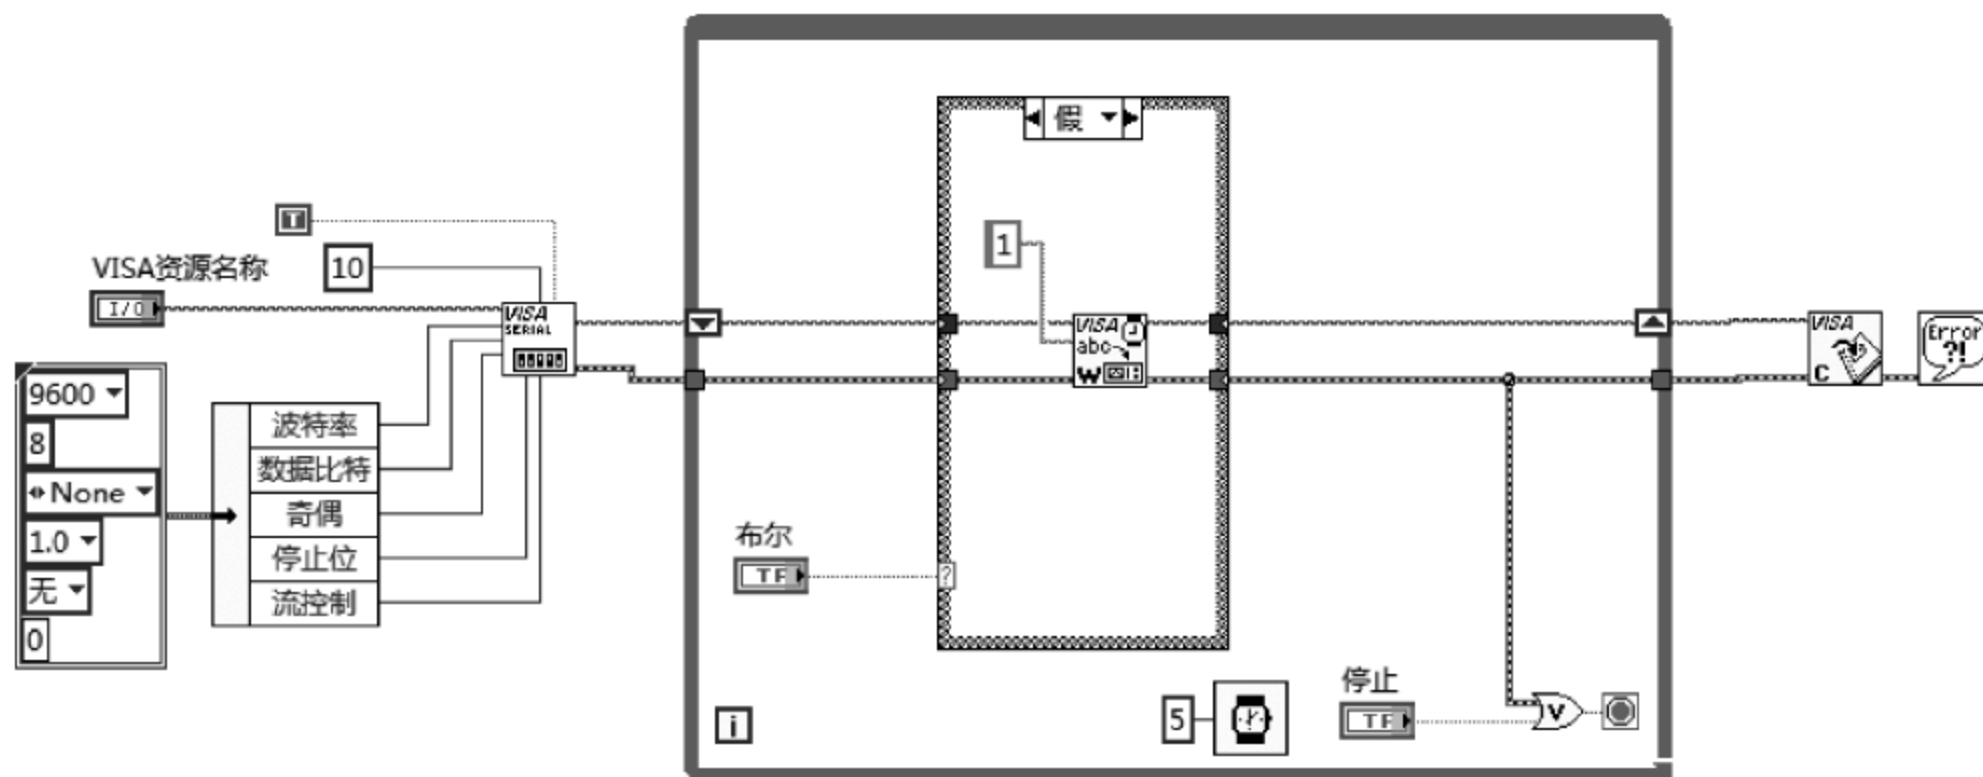 假
T
1
VISA资源名称
10
I/O
VISA
SERIAL
VISA
abc
W
VISA
C
Error
?!
9600
8
None
1.0
无
0
波特率
数据比特
奇偶
停止位
流控制
布尔
TF
?
i
5
停止
TF
V